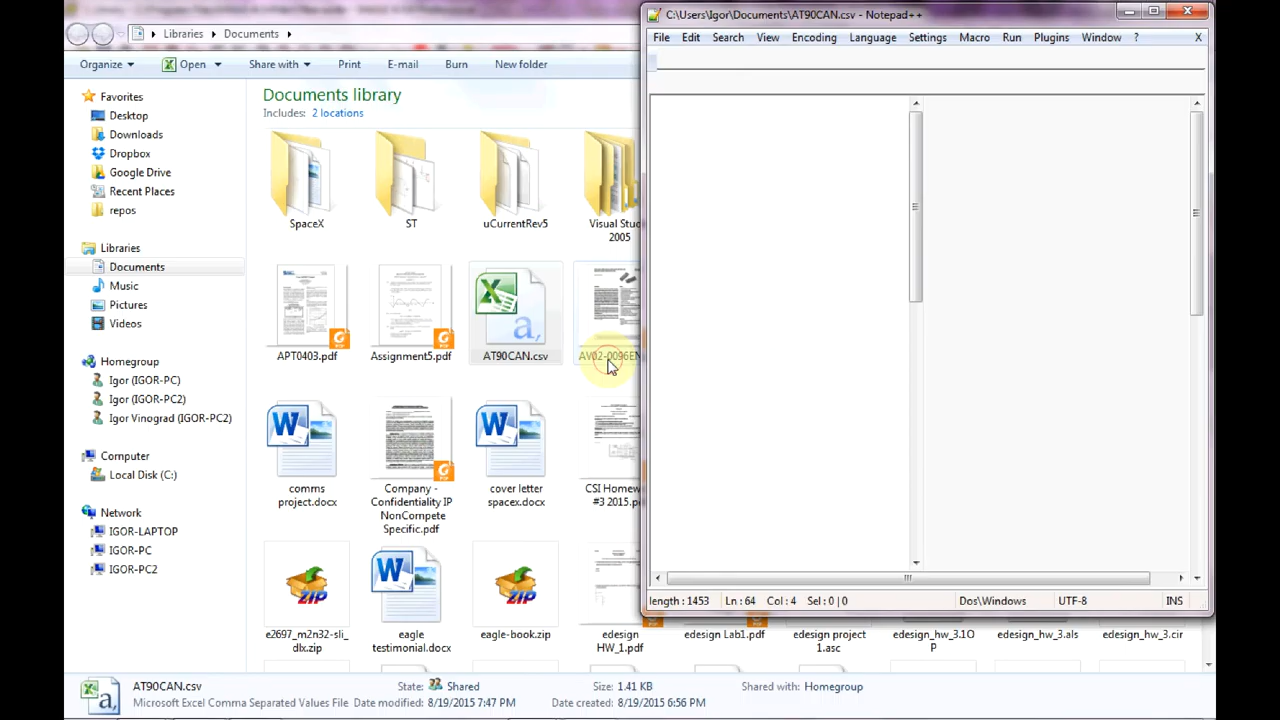 Libraries
Documents
Organize
Open
Share with
Print
E-mail
Burn
New folder
Favorites
Desktop
Downloads
Dropbox
Google Drive
Recent Places
repos
Libraries
Documents
Music
Pictures
Videos
Homegroup
Igor (IGOR-PC)
Igor (IGOR-PC2)
Igor Vinograd (IGOR-PC2)
Computer
Local Disk (C:)
Network
IGOR-LAPTOP
IGOR-PC
IGOR-PC2
Documents library
Includes: 2 locations
SpaceX
ST
uCurrentRev5
Visual Stud
2005
APT0403.pdf
Assignment5.pdf
AT90CAN.csv
AV02-0096EN
comms
project.docx
Company -
Confidentiality IP
NonCompete
Specific.pdf
cover letter
spacex.docx
CSI Homew
#3 2015.p
e2697_m2n32-sli_
dlx.zip
eagle
testimonial.docx
eagle-book.zip
edesign
HW_1.pdf
edesign Lab1.pdf
edesign project
1.asc
edesign_hw_3.1O
P
edesign_hw_3.als
edesign_hw_3.cir
C:\Users\Igor\Documents\AT90CAN.csv - Notepad++
File Edit Search View Encoding Language Settings Macro Run Plugins Window ? X
length : 1453 Ln : 64 Col : 4 Sel : 0 | 0 Dos\Windows UTF-8 INS
AT90CAN.csv State: Shared Size: 1.41 KB Shared with: Homegroup
Microsoft Excel Comma Separated Values File Date modified: 8/19/2015 7:47 PM Date created: 8/19/2015 6:56 PM